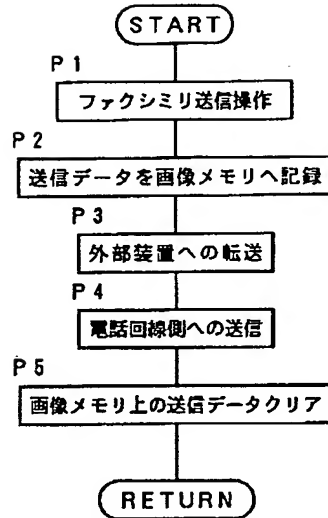 START
P1
ファクシミリ送信操作
P2
送信データを画像メモリへ記録
P3
外部装置への転送
P4
電話回線側への送信
P5
画像メモリ上の送信データクリア
RETURN